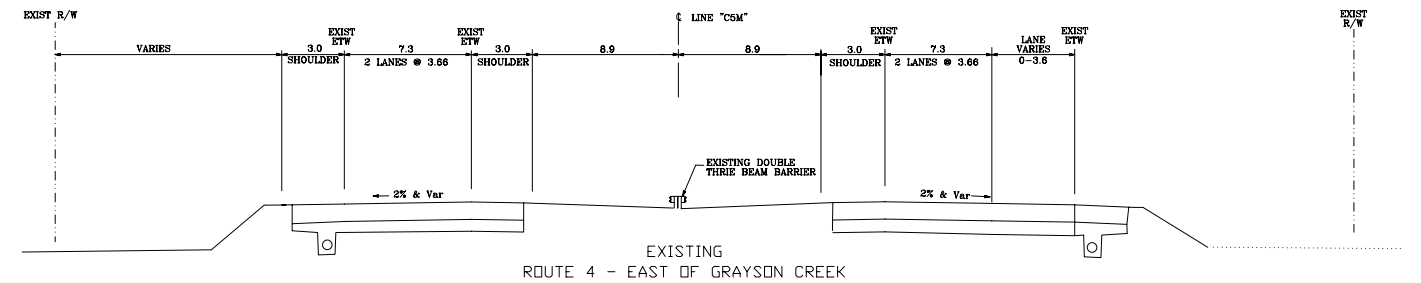 EXIST R/W
℄ LINE "C5M"
EXIST
R/W
VARIES
3.0
SHOULDER
EXIST
ETW
7.3
2 LANES @ 3.66
EXIST
ETW
3.0
SHOULDER
8.9
8.9
3.0
SHOULDER
EXIST
ETW
7.3
2 LANES @ 3.66
LANE
VARIES
0-3.6
EXIST
ETW
EXISTING DOUBLE
THRIE BEAM BARRIER
2% & Var
2% & Var
EXISTING
ROUTE 4 - EAST OF GRAYSON CREEK